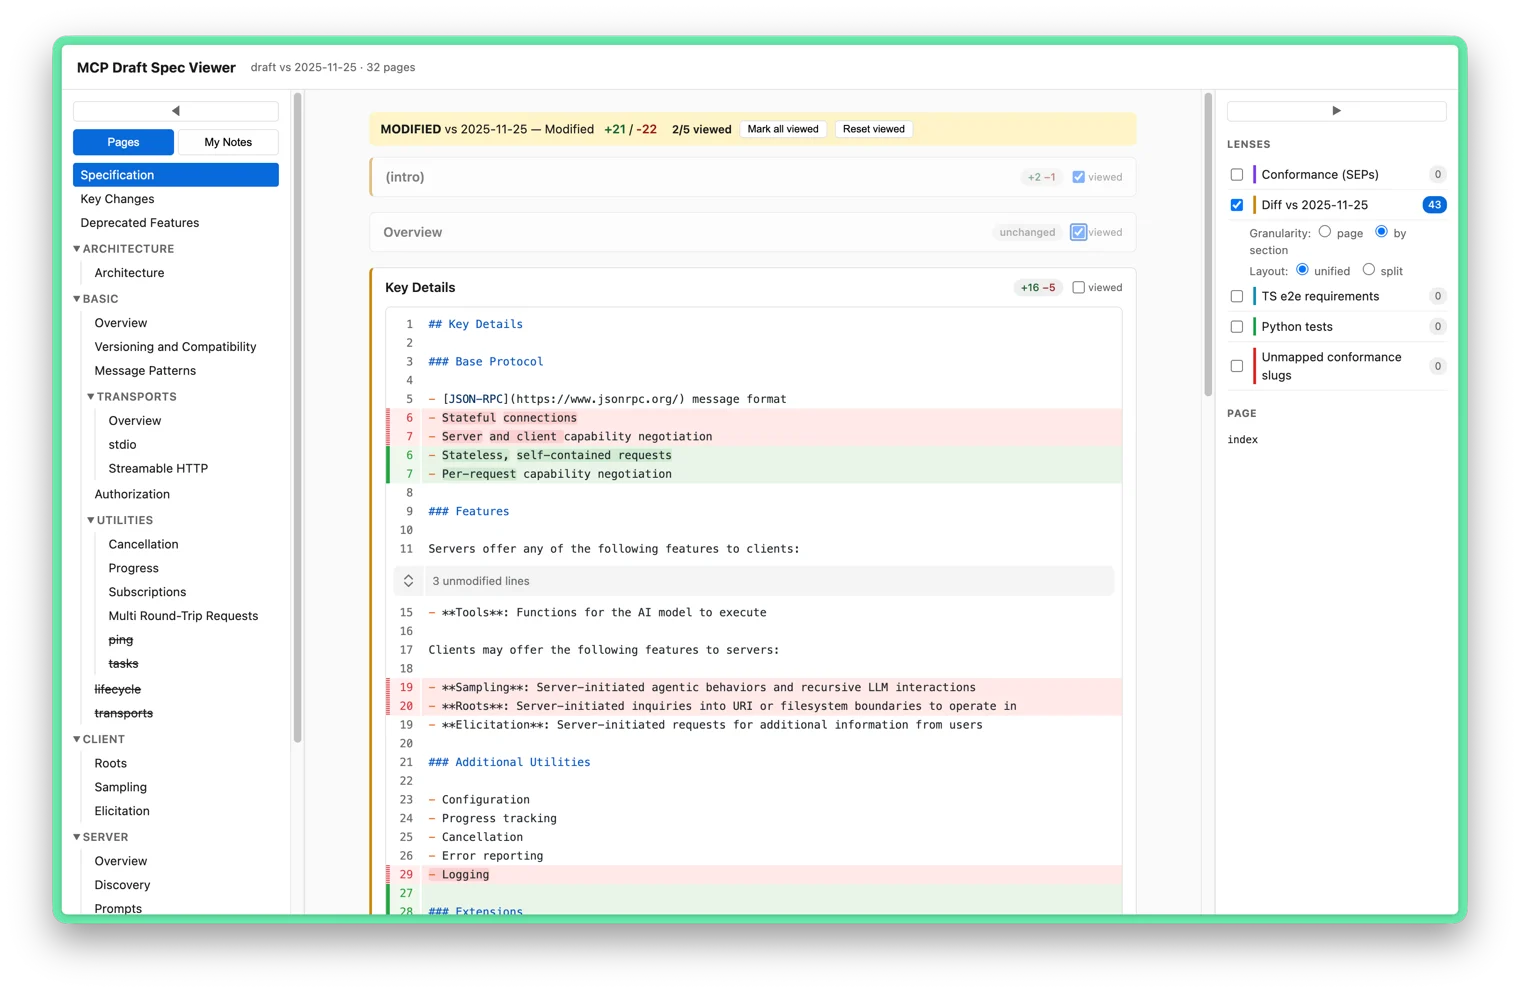 MCP Draft Spec Viewer draft vs 2025-11-25 · 32 pages
◀
Pages My Notes
Specification
Key Changes
Deprecated Features
▼ARCHITECTURE
Architecture
▼BASIC
Overview
Versioning and Compatibility
Message Patterns
▼TRANSPORTS
Overview
stdio
Streamable HTTP
Authorization
▼UTILITIES
Cancellation
Progress
Subscriptions
Multi Round-Trip Requests
ping
tasks
lifecycle
transports
▼CLIENT
Roots
Sampling
Elicitation
▼SERVER
Overview
Discovery
Prompts
MODIFIED vs 2025-11-25 — Modified +21 / -22 2/5 viewed Mark all viewed Reset viewed
(intro) +2 −1 viewed
Overview unchanged viewed
Key Details +16 −5 viewed
1 ## Key Details
2
3 ### Base Protocol
4
5 - [JSON-RPC](https://www.jsonrpc.org/) message format
6 - Stateful connections
7 - Server and client capability negotiation
6 - Stateless, self-contained requests
7 - Per-request capability negotiation
8
9 ### Features
10
11 Servers offer any of the following features to clients:
3 unmodified lines
15 - **Tools**: Functions for the AI model to execute
16
17 Clients may offer the following features to servers:
18
19 - **Sampling**: Server-initiated agentic behaviors and recursive LLM interactions
20 - **Roots**: Server-initiated inquiries into URI or filesystem boundaries to operate in
19 - **Elicitation**: Server-initiated requests for additional information from users
20
21 ### Additional Utilities
22
23 - Configuration
24 - Progress tracking
25 - Cancellation
26 - Error reporting
29 - Logging
27
28 ### Extensions
▶
LENSES
Conformance (SEPs) 0
Diff vs 2025-11-25 43
Granularity: page by
section
Layout: unified split
TS e2e requirements 0
Python tests 0
Unmapped conformance
slugs 0
PAGE
index